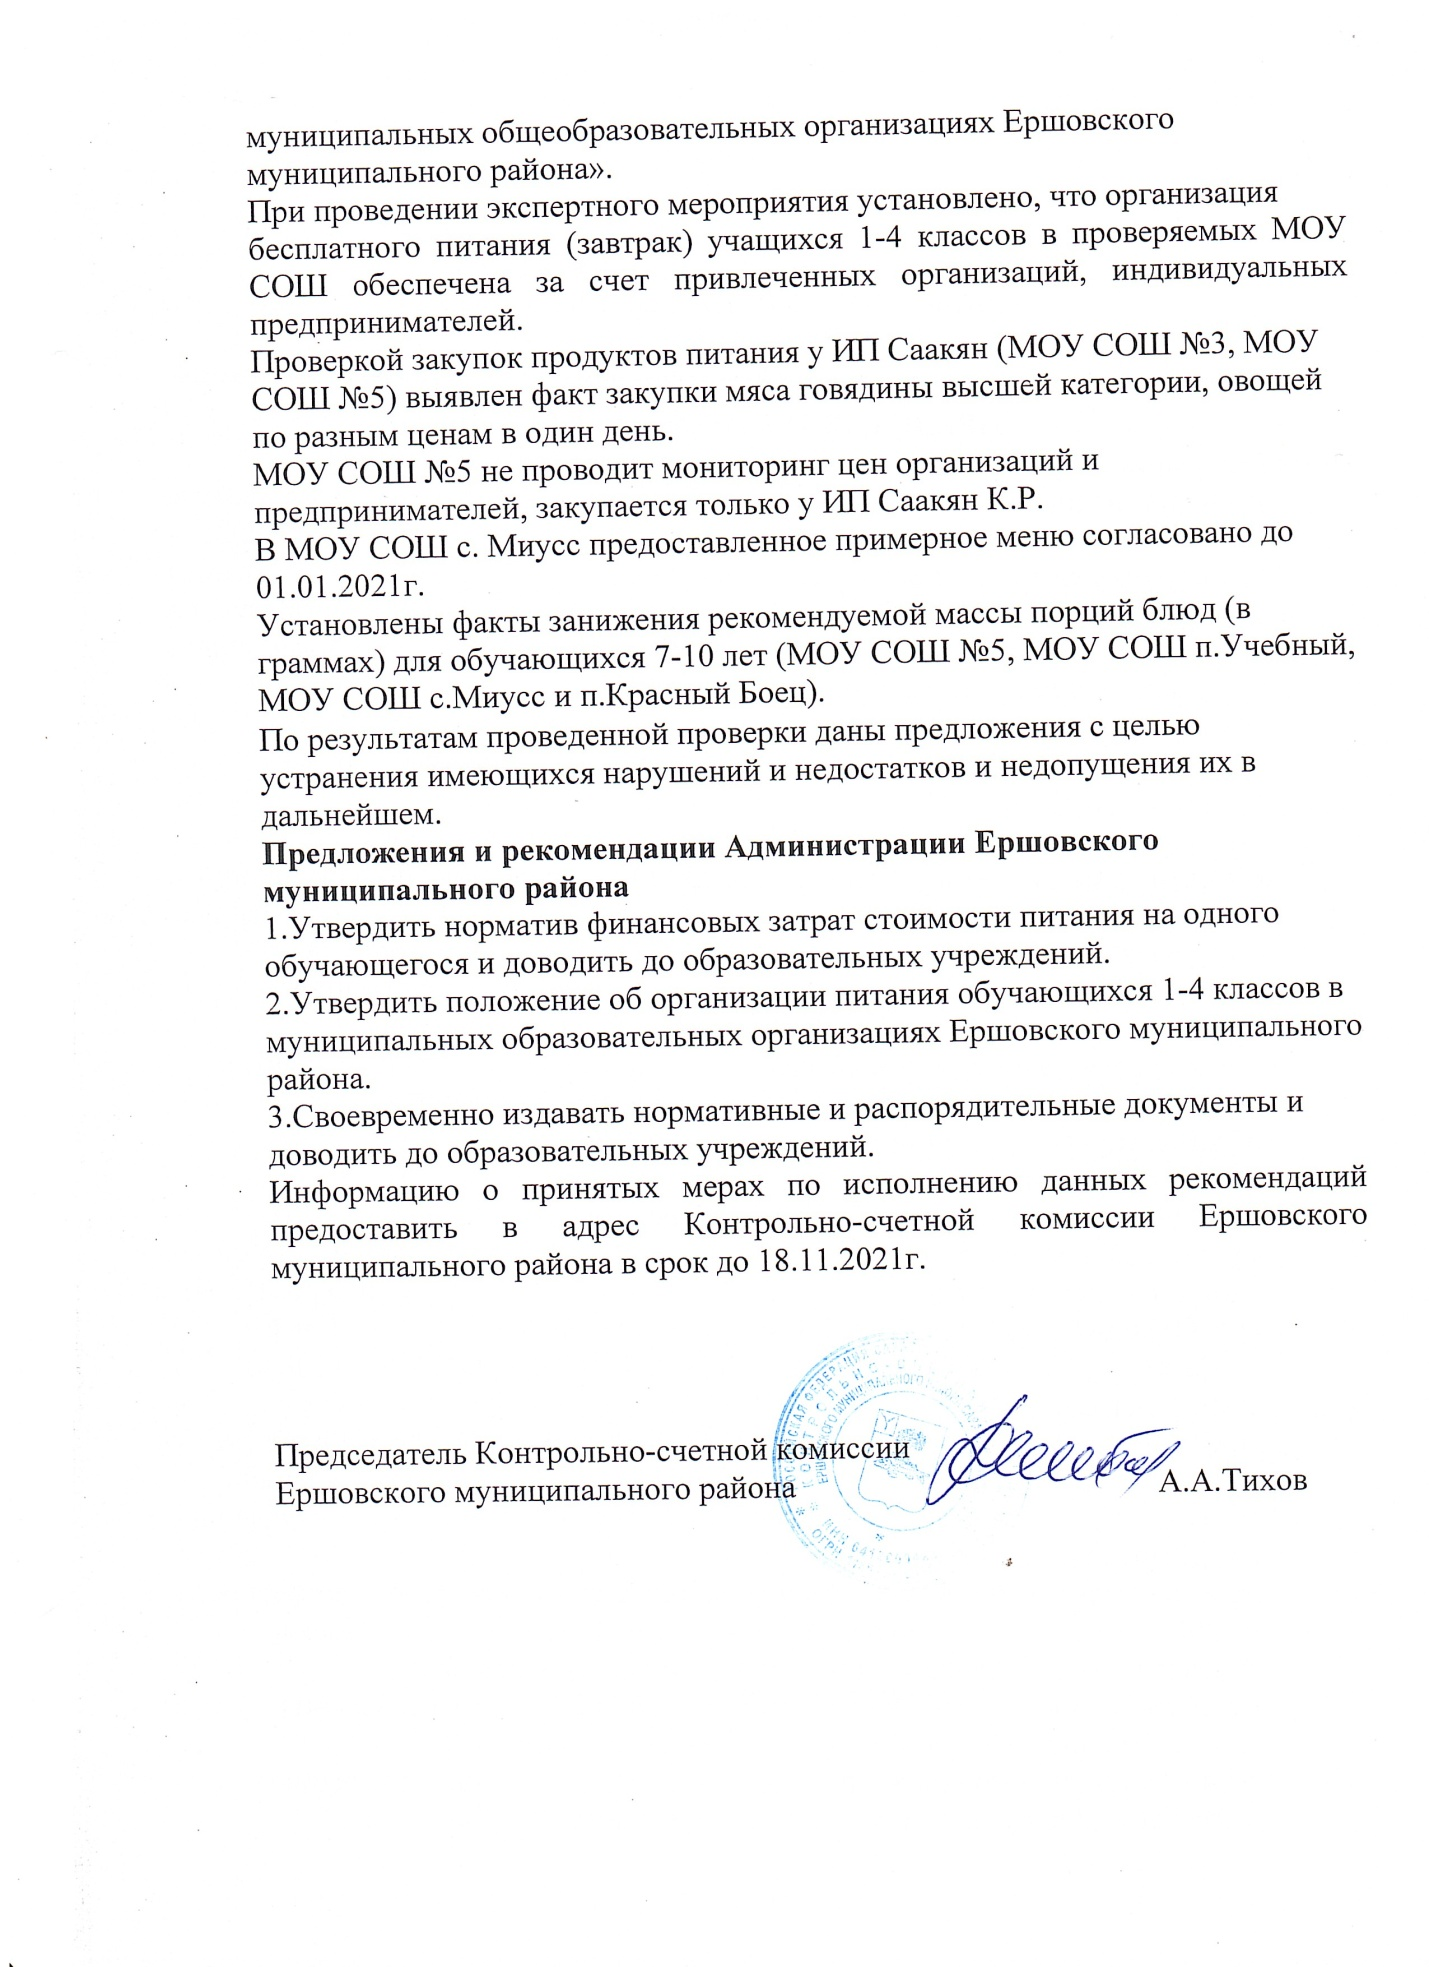 муниципальных общеобразовательных организациях Ершовского
муниципального района».
При проведении экспертного мероприятия установлено, что организация
бесплатного питания (завтрак) учащихся 1-4 классов в проверяемых МОУ
СОШ обеспечена за счет привлеченных организаций, индивидуальных
предпринимателей.
Проверкой закупок продуктов питания у ИП Саакян (МОУ СОШ №3, МОУ
СОШ №5) выявлен факт закупки мяса говядины высшей категории, овощей
по разным ценам в один день.
МОУ СОШ №5 не проводит мониторинг цен организаций и
предпринимателей, закупается только у ИП Саакян К.Р.
В МОУ СОШ с. Миусс предоставленное примерное меню согласовано до
01.01.2021г.
Установлены факты занижения рекомендуемой массы порций блюд (в
граммах) для обучающихся 7-10 лет (МОУ СОШ №5, МОУ СОШ п.Учебный,
МОУ СОШ с.Миусс и п.Красный Боец).
По результатам проведенной проверки даны предложения с целью
устранения имеющихся нарушений и недостатков и недопущения их в
дальнейшем.
Предложения и рекомендации Администрации Ершовского
муниципального района
1.Утвердить норматив финансовых затрат стоимости питания на одного
обучающегося и доводить до образовательных учреждений.
2.Утвердить положение об организации питания обучающихся 1-4 классов в
муниципальных образовательных организациях Ершовского муниципального
района.
3.Своевременно издавать нормативные и распорядительные документы и
доводить до образовательных учреждений.
Информацию о принятых мерах по исполнению данных рекомендаций
предоставить в адрес Контрольно-счетной комиссии Ершовского
муниципального района в срок до 18.11.2021г.
Председатель Контрольно-счетной комиссии
Ершовского муниципального района А.А.Тихов